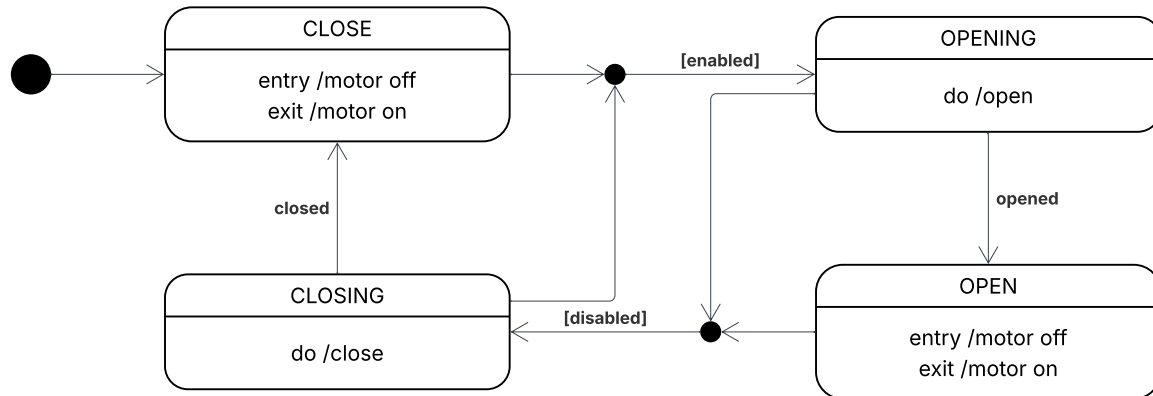 CLOSE
entry /motor off
exit /motor on
[enabled]
OPENING
do /open
closed
opened
CLOSING
do /close
[disabled]
OPEN
entry /motor off
exit /motor on